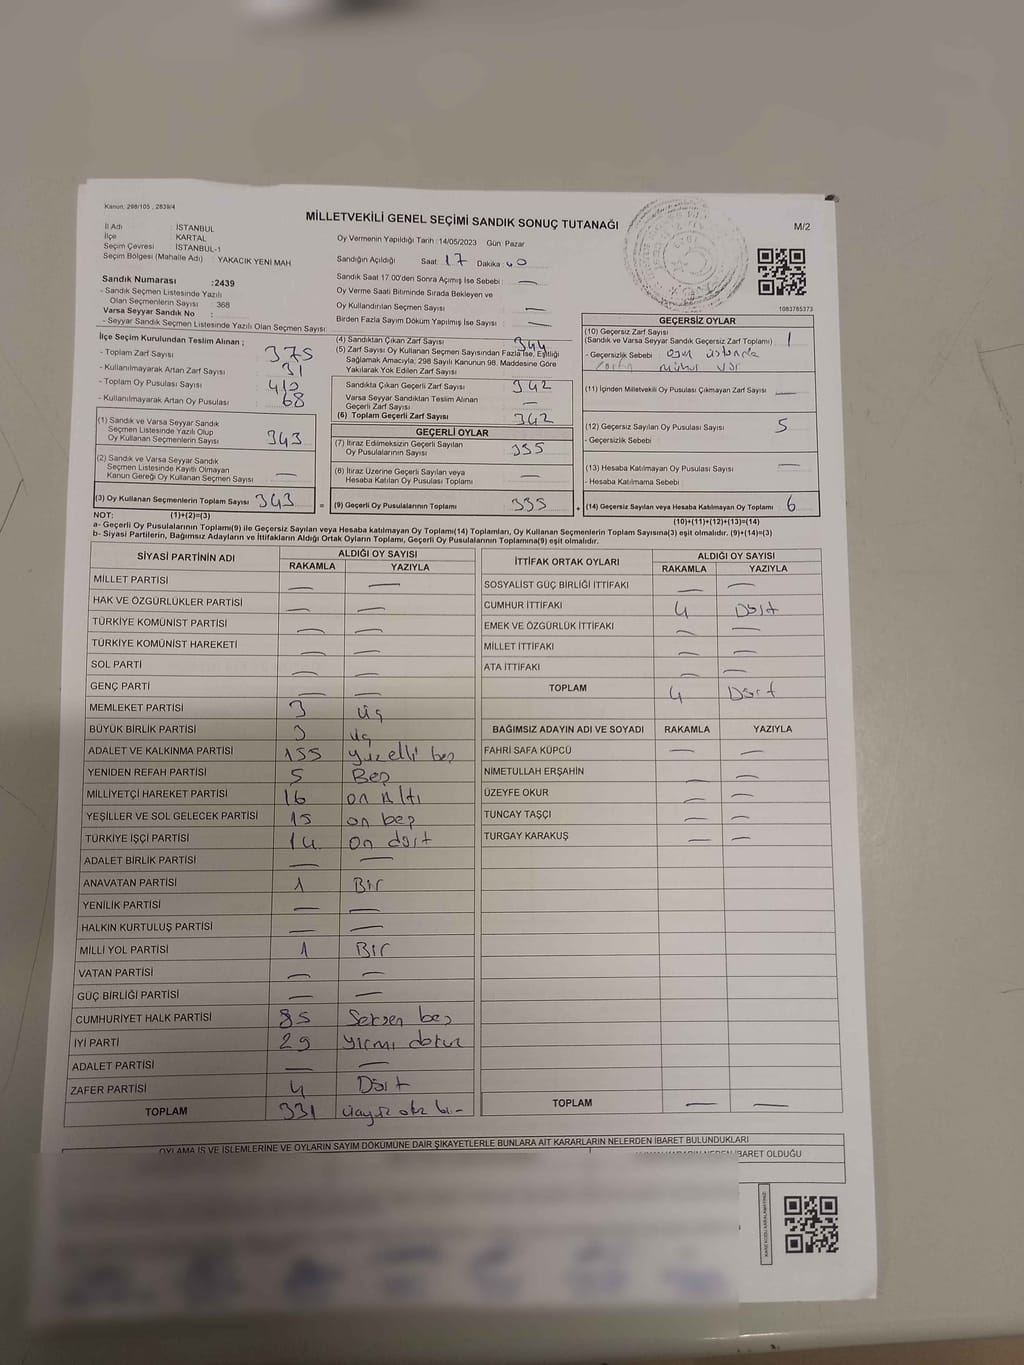 Kanun: 298/105 , 2839/4
MİLLETVEKİLİ GENEL SEÇİMİ SANDIK SONUÇ TUTANAĞI
M/2
İl Adı : İSTANBUL
İlçe : KARTAL
Seçim Çevresi : İSTANBUL-1
Seçim Bölgesi (Mahalle Adı) : YAKACIK YENİ MAH
Sandık Numarası :2439
- Sandık Seçmen Listesinde Yazılı
Olan Seçmenlerin Sayısı : 368
Varsa Seyyar Sandık No :
- Seyyar Sandık Seçmen Listesinde Yazılı Olan Seçmen Sayısı:
Oy Vermenin Yapıldığı Tarih :14/05/2023 Gün: Pazar
Sandığın Açıldığı Saat: 17 Dakika: 40
Sandık Saat 17.00'den Sonra Açımış İse Sebebi : —
Oy Verme Saati Bitiminde Sırada Bekleyen ve
Oy Kullandırılan Seçmen Sayısı : —
Birden Fazla Sayım Döküm Yapılmış İse Sayısı : —
1083785373
İlçe Seçim Kurulundan Teslim Alınan ;
- Toplam Zarf Sayısı : 375
- Kullanılmayarak Artan Zarf Sayısı : 31
- Toplam Oy Pusulası Sayısı : 410
- Kullanılmayarak Artan Oy Pusulası : 68
(1) Sandık ve Varsa Seyyar Sandık
Seçmen Listesinde Yazılı Olup
Oy Kullanan Seçmenlerin Sayısı : 343
(2) Sandık ve Varsa Seyyar Sandık
Seçmen Listesinde Kayıtlı Olmayan
Kanun Gereği Oy Kullanan Seçmen Sayısı : —
(3) Oy Kullanan Seçmenlerin Toplam Sayısı : 343
(4) Sandıktan Çıkan Zarf Sayısı : 344
(5) Zarf Sayısı Oy Kullanan Seçmen Sayısından Fazla İse, Eşitliği
Sağlamak Amacıyla; 298 Sayılı Kanunun 98. Maddesine Göre
Yakılarak Yok Edilen Zarf Sayısı :
Sandıkta Çıkan Geçerli Zarf Sayısı : 342
Varsa Seyyar Sandıktan Teslim Alınan
Geçerli Zarf Sayısı : —
(6) Toplam Geçerli Zarf Sayısı : 342
GEÇERLİ OYLAR
(7) İtiraz Edilmeksizin Geçerli Sayılan
Oy Pusulalarının Sayısı : 335
(8) İtiraz Üzerine Geçerli Sayılan veya
Hesaba Katılan Oy Pusulası Toplamı : —
= (9) Geçerli Oy Pusulalarının Toplamı : 335
GEÇERSİZ OYLAR
(10) Geçersiz Zarf Sayısı
(Sandık ve Varsa Seyyar Sandık Geçersiz Zarf Toplamı) : 1
- Geçersizlik Sebebi : üstünde
mühür var
(11) İçinden Milletvekili Oy Pusulası Çıkmayan Zarf Sayısı : —
(12) Geçersiz Sayılan Oy Pusulası Sayısı : 5
- Geçersizlik Sebebi :
(13) Hesaba Katılmayan Oy Pusulası Sayısı : —
- Hesaba Katılmama Sebebi :
+ (14) Geçersiz Sayılan veya Hesaba Katılmayan Oy Toplamı : 6
NOT: (1)+(2)=(3)
(10)+(11)+(12)+(13)=(14)
a- Geçerli Oy Pusulalarının Toplamı(9) ile Geçersiz Sayılan veya Hesaba katılmayan Oy Toplamı(14) Toplamları, Oy Kullanan Seçmenlerin Toplam Sayısına(3) eşit olmalıdır. (9)+(14)=(3)
b- Siyasi Partilerin, Bağımsız Adayların ve İttifakların Aldığı Ortak Oyların Toplamı, Geçerli Oy Pusulalarının Toplamına(9) eşit olmalıdır.
SİYASİ PARTİNİN ADI
ALDIĞI OY SAYISI
RAKAMLA YAZIYLA
MİLLET PARTİSİ — —
HAK VE ÖZGÜRLÜKLER PARTİSİ — —
TÜRKİYE KOMÜNİST PARTİSİ — —
TÜRKİYE KOMÜNİST HAREKETİ — —
SOL PARTİ — —
GENÇ PARTİ — —
MEMLEKET PARTİSİ 3 üç
BÜYÜK BİRLİK PARTİSİ 3 üç
ADALET VE KALKINMA PARTİSİ 155 yüzelli beş
YENİDEN REFAH PARTİSİ 5 Beş
MİLLİYETÇİ HAREKET PARTİSİ 16 on Altı
YEŞİLLER VE SOL GELECEK PARTİSİ 15 on beş
TÜRKİYE İŞÇİ PARTİSİ 14 on dört
ADALET BİRLİK PARTİSİ — —
ANAVATAN PARTİSİ 1 Bir
YENİLİK PARTİSİ — —
HALKIN KURTULUŞ PARTİSİ — —
MİLLİ YOL PARTİSİ 1 Bir
VATAN PARTİSİ — —
GÜÇ BİRLİĞİ PARTİSİ — —
CUMHURİYET HALK PARTİSİ 85 Seksen beş
İYİ PARTİ 29 yirmi dokuz
ADALET PARTİSİ — —
ZAFER PARTİSİ 4 Dört
TOPLAM 331
İTTİFAK ORTAK OYLARI
ALDIĞI OY SAYISI
RAKAMLA YAZIYLA
SOSYALİST GÜÇ BİRLİĞİ İTTİFAKI — —
CUMHUR İTTİFAKI 4 Dört
EMEK VE ÖZGÜRLÜK İTTİFAKI — —
MİLLET İTTİFAKI — —
ATA İTTİFAKI — —
TOPLAM 4 Dört
BAĞIMSIZ ADAYIN ADI VE SOYADI RAKAMLA YAZIYLA
FAHRİ SAFA KÜPCÜ — —
NİMETULLAH ERŞAHİN — —
ÜZEYFE OKUR — —
TUNCAY TAŞÇI — —
TURGAY KARAKUŞ — —
TOPLAM — —
OYLAMA İŞ VE İŞLEMLERİNE VE OYLARIN SAYIM DÖKÜMÜNE DAİR ŞİKAYETLERLE BUNLARA AİT KARARLARIN NELERDEN İBARET BULUNDUKLARI
İBARET OLDUĞU